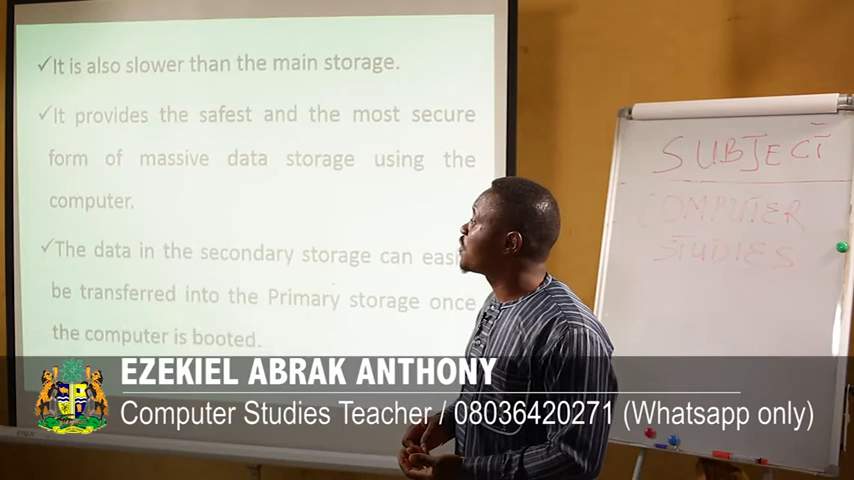 ✓It is also slower than the main storage.
✓It provides the safest and the most secure
form of massive data storage using the
computer.
✓The data in the secondary storage can easi
be transferred into the Primary storage once
the computer is booted.
SUBJECT
COMPUTER
STUDIES
EZEKIEL ABRAK ANTHONY
Computer Studies Teacher / 08036420271 (Whatsapp only)